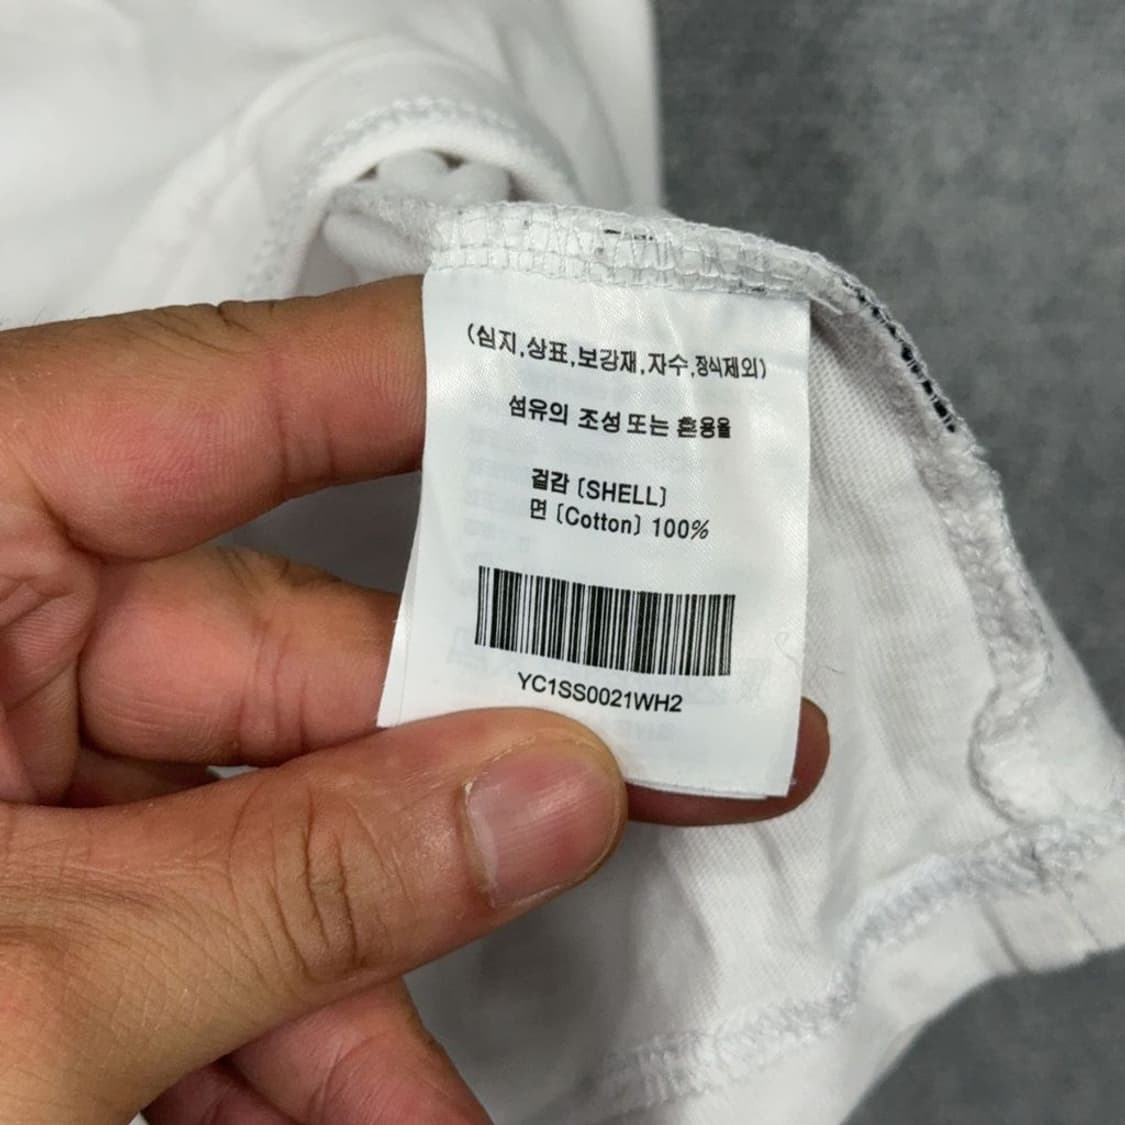 (심지,상표,보강재,자수,장식제외)
섬유의 조성 또는 혼용율
겉감 [SHELL]
면 [Cotton] 100%
YC1SS0021WH2